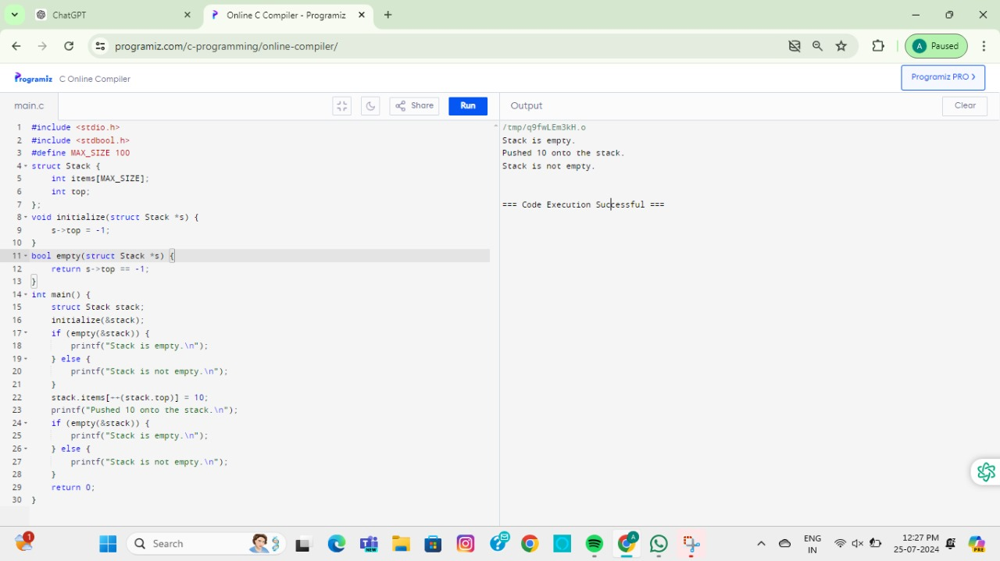 ChatGPT
Online C Compiler - Programiz
programiz.com/c-programming/online-compiler/
A Paused
Programiz C Online Compiler
Programiz PRO
main.c
Share
Run
Output
Clear
1 #include <stdio.h>
2 #include <stdbool.h>
3 #define MAX_SIZE 100
4 struct Stack {
5     int items[MAX_SIZE];
6     int top;
7 };
8 void initialize(struct Stack *s) {
9     s->top = -1;
10 }
11 bool empty(struct Stack *s) {
12     return s->top == -1;
13 }
14 int main() {
15     struct Stack stack;
16     initialize(&stack);
17     if (empty(&stack)) {
18         printf("Stack is empty.\n");
19     } else {
20         printf("Stack is not empty.\n");
21     }
22     stack.items[++(stack.top)] = 10;
23     printf("Pushed 10 onto the stack.\n");
24     if (empty(&stack)) {
25         printf("Stack is empty.\n");
26     } else {
27         printf("Stack is not empty.\n");
28     }
29     return 0;
30 }
/tmp/q9fwLEm3kH.o
Stack is empty.
Pushed 10 onto the stack.
Stack is not empty.
=== Code Execution Successful ===
1
Search
NEW
A
ENG
IN
12:27 PM
25-07-2024
PRE